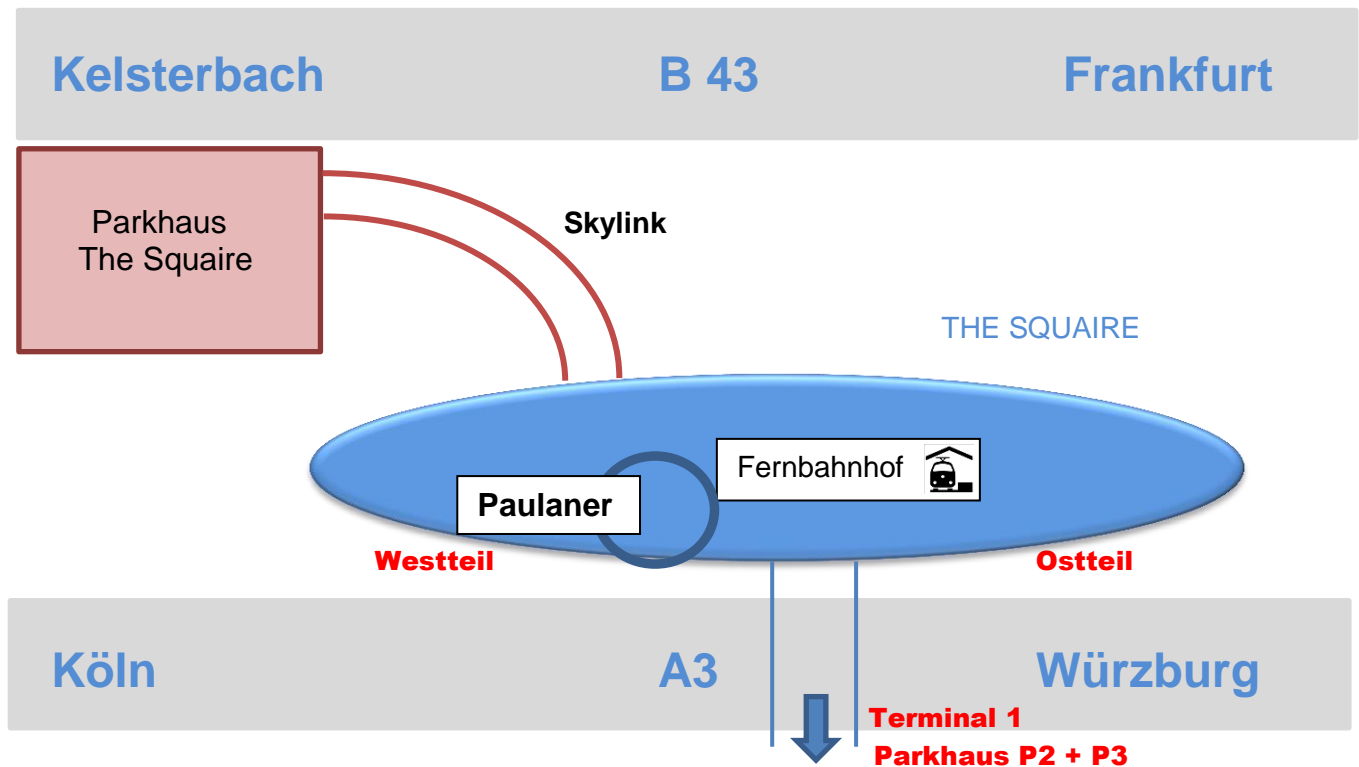 Kelsterbach B 43 Frankfurt
Parkhaus
The Squaire
Skylink
THE SQUAIRE
Fernbahnhof
Paulaner
Westteil Ostteil
Köln A3 Würzburg
Terminal 1
Parkhaus P2 + P3